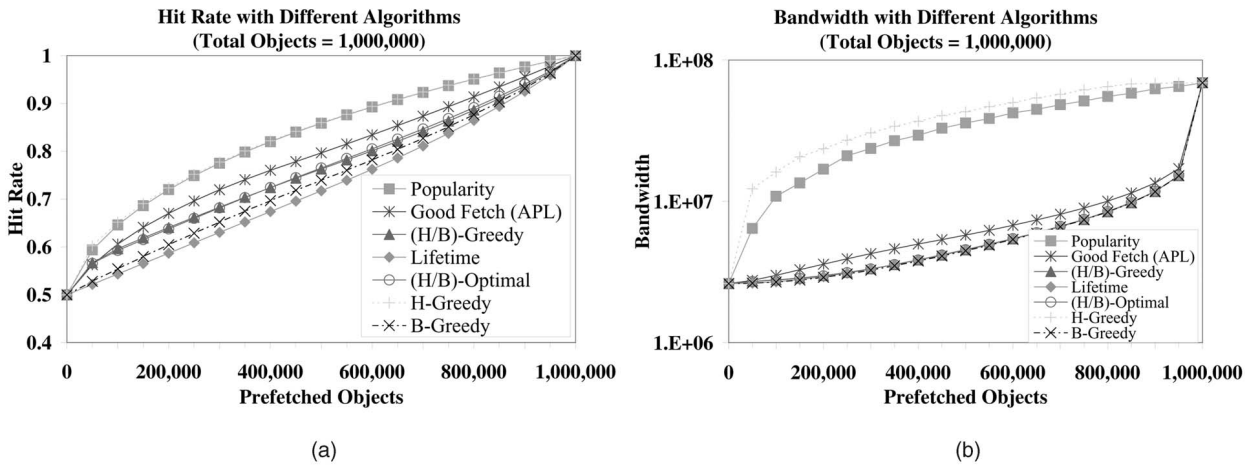 Hit Rate with Different Algorithms
(Total Objects = 1,000,000)
1
0.9
0.8
0.7
0.6
0.5
0.4
Hit Rate
Popularity
Good Fetch (APL)
(H/B)-Greedy
Lifetime
(H/B)-Optimal
H-Greedy
B-Greedy
0 200,000 400,000 600,000 800,000 1,000,000
Prefetched Objects
(a)
Bandwidth with Different Algorithms
(Total Objects = 1,000,000)
1.E+08
1.E+07
1.E+06
Bandwidth
Popularity
Good Fetch (APL)
(H/B)-Greedy
Lifetime
(H/B)-Optimal
H-Greedy
B-Greedy
0 200,000 400,000 600,000 800,000 1,000,000
Prefetched Objects
(b)